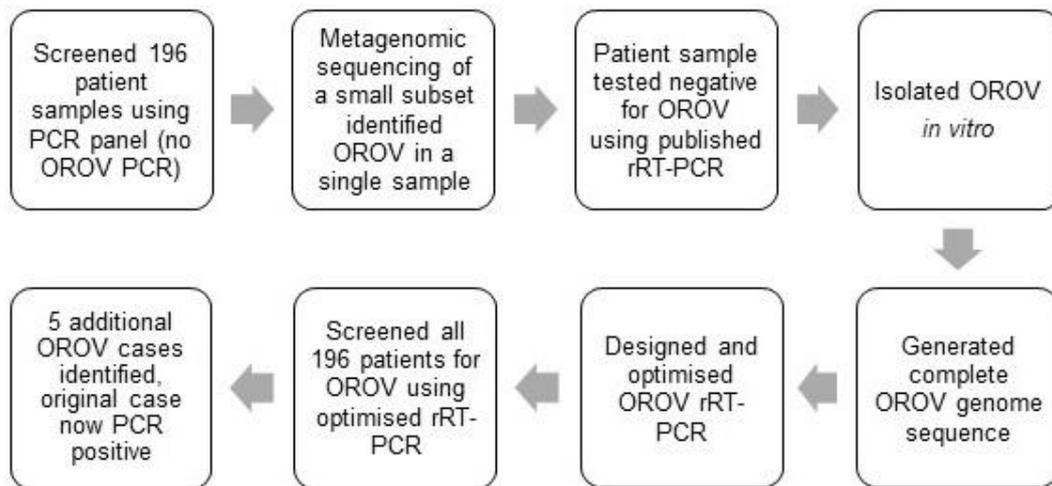 Screened 196
patient
samples using
PCR panel (no
OROV PCR)
Metagenomic
sequencing of
a small subset
identified
OROV in a
single sample
Patient sample
tested negative
for OROV
using published
rRT-PCR
Isolated OROV
in vitro
Generated
complete
OROV genome
sequence
Designed and
optimised
OROV rRT-
PCR
Screened all
196 patients for
OROV using
optimised rRT-
PCR
5 additional
OROV cases
identified,
original case
now PCR
positive